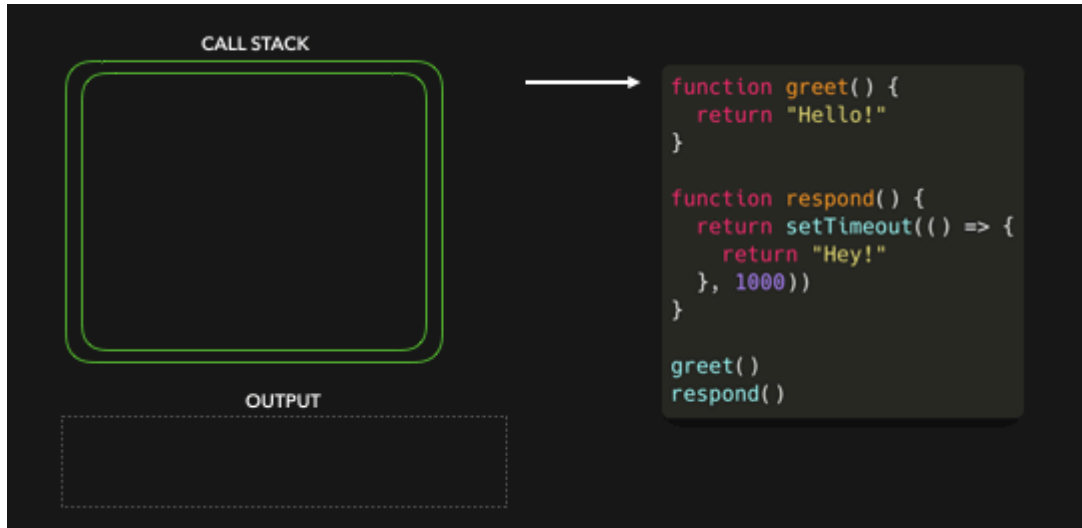 CALL STACK
function greet() {
  return "Hello!"
}
function respond() {
  return setTimeout(() => {
    return "Hey!"
  }, 1000))
}
greet()
respond()
OUTPUT